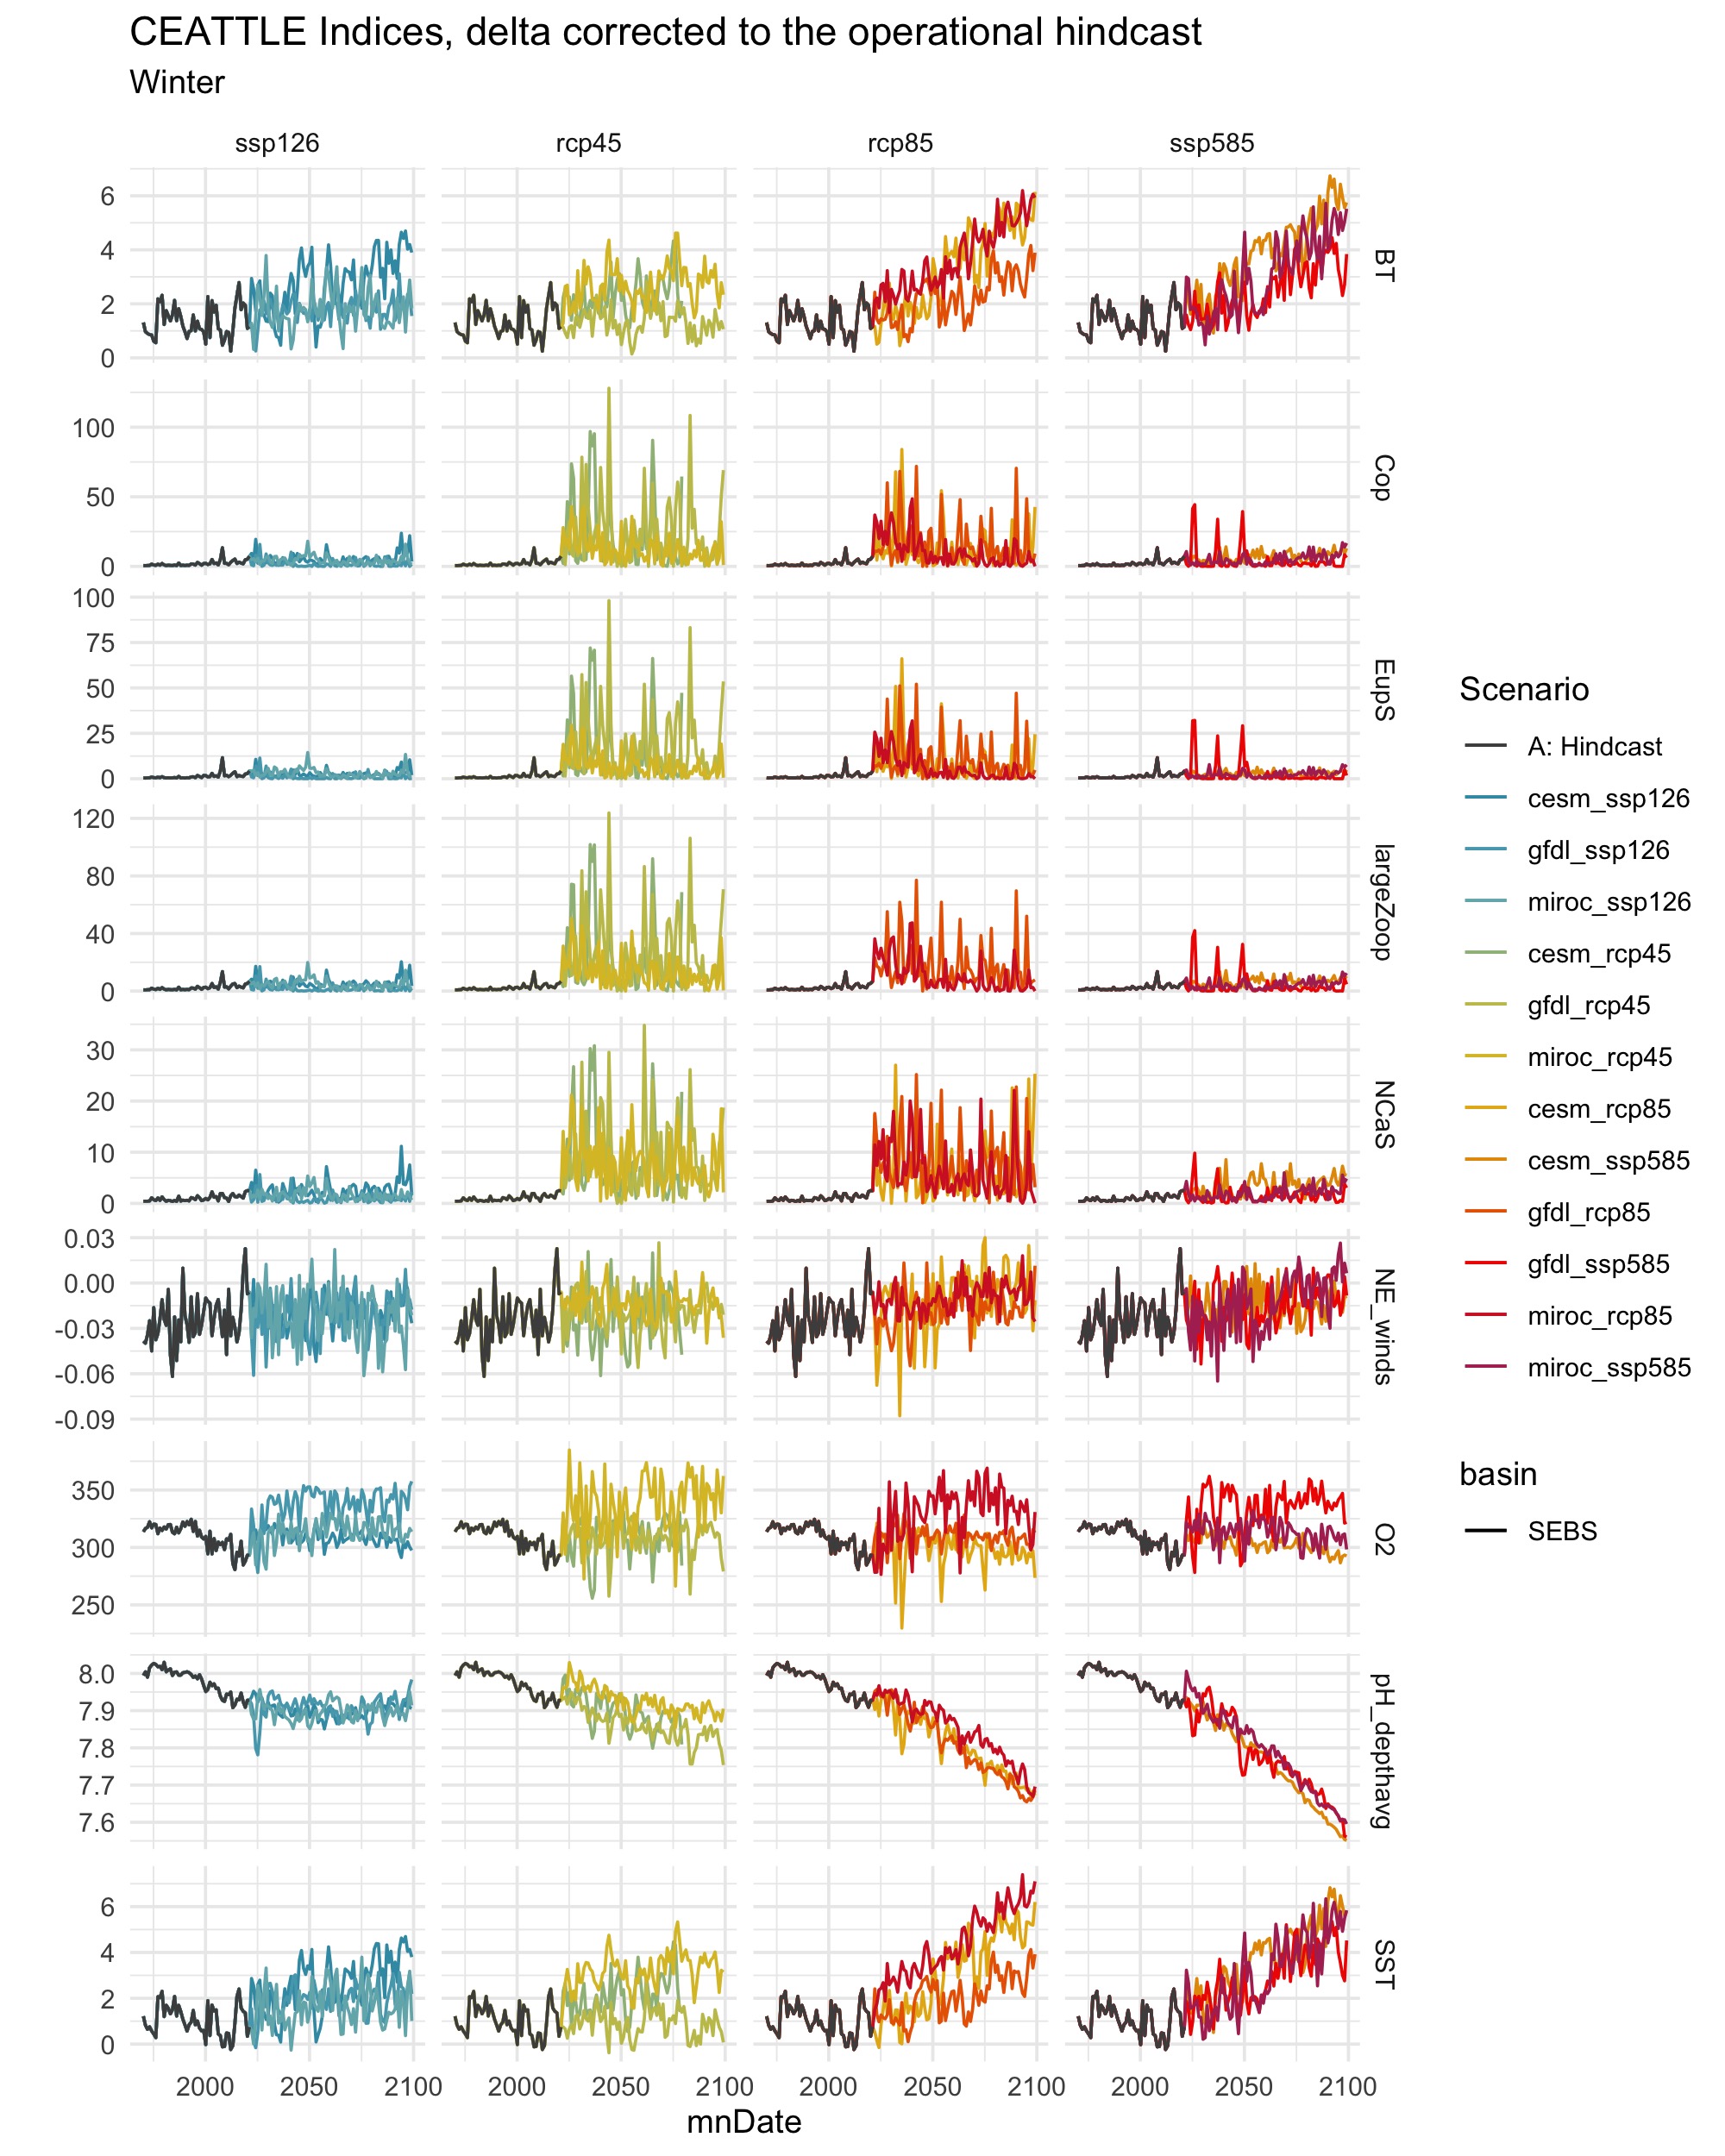 CEATTLE Indices, delta corrected to the operational hindcast
Winter
ssp126 rcp45 rcp85 ssp585
6
4
2
0
BT
100
50
0
Cop
100
75
50
25
0
EupS
120
80
40
0
largeZoop
30
20
10
0
NCaS
0.03
0.00
-0.03
-0.06
-0.09
NE_winds
350
300
250
O2
8.0
7.9
7.8
7.7
7.6
pH_depthavg
6
4
2
0
SST
2000 2050 2100 2000 2050 2100 2000 2050 2100 2000 2050 2100
mnDate
Scenario
A: Hindcast
cesm_ssp126
gfdl_ssp126
miroc_ssp126
cesm_rcp45
gfdl_rcp45
miroc_rcp45
cesm_rcp85
cesm_ssp585
gfdl_rcp85
gfdl_ssp585
miroc_rcp85
miroc_ssp585
basin
SEBS